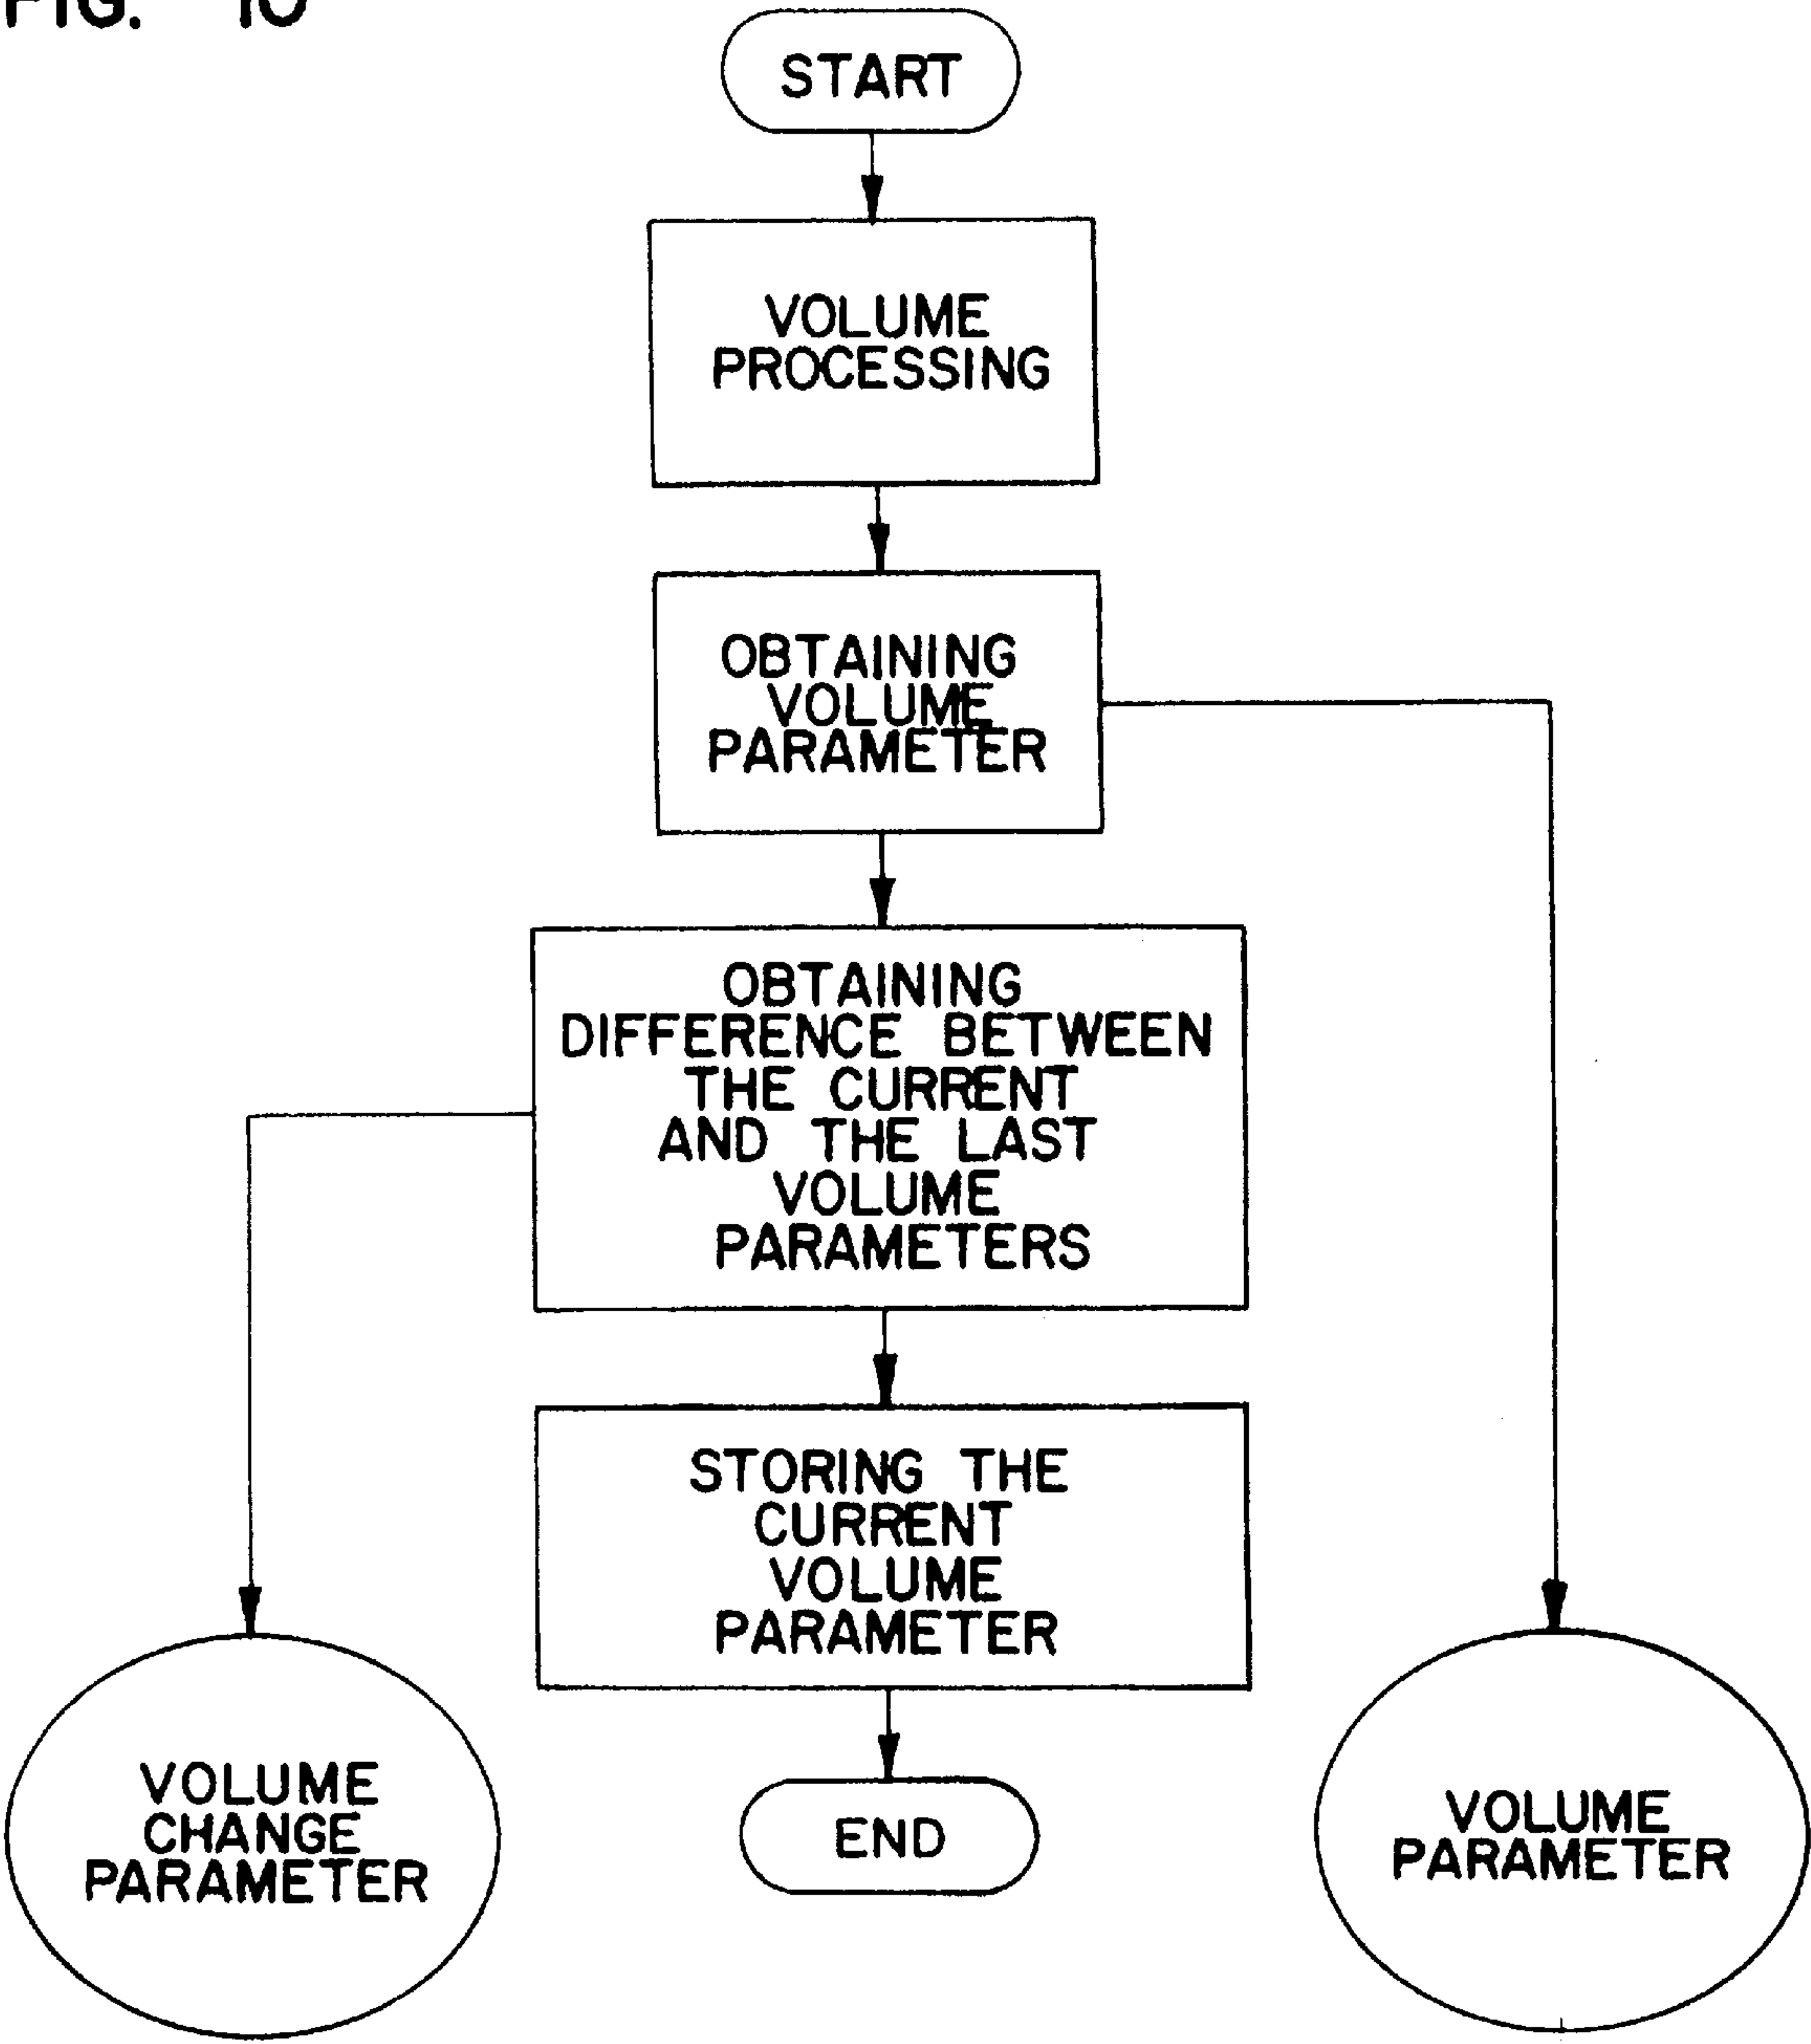 FIG. 10
START
VOLUME
PROCESSING
OBTAINING
VOLUME
PARAMETER
OBTAINING
DIFFERENCE BETWEEN
THE CURRENT
AND THE LAST
VOLUME
PARAMETERS
STORING THE
CURRENT
VOLUME
PARAMETER
VOLUME
CHANGE
PARAMETER
END
VOLUME
PARAMETER